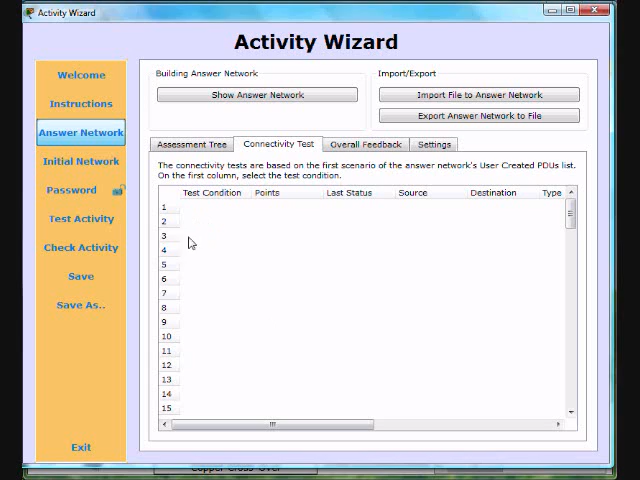 Activity Wizard
Activity Wizard
Welcome
Instructions
Answer Network
Initial Network
Password
Test Activity
Check Activity
Save
Save As..
Exit
Building Answer Network
Show Answer Network
Import/Export
Import File to Answer Network
Export Answer Network to File
Assessment Tree Connectivity Test Overall Feedback Settings
The connectivity tests are based on the first scenario of the answer network's User Created PDUs list.
On the first column, select the test condition.
Test Condition Points Last Status Source Destination Type
1
2
3
4
5
6
7
8
9
10
11
12
13
14
15
Copper Cross-Over